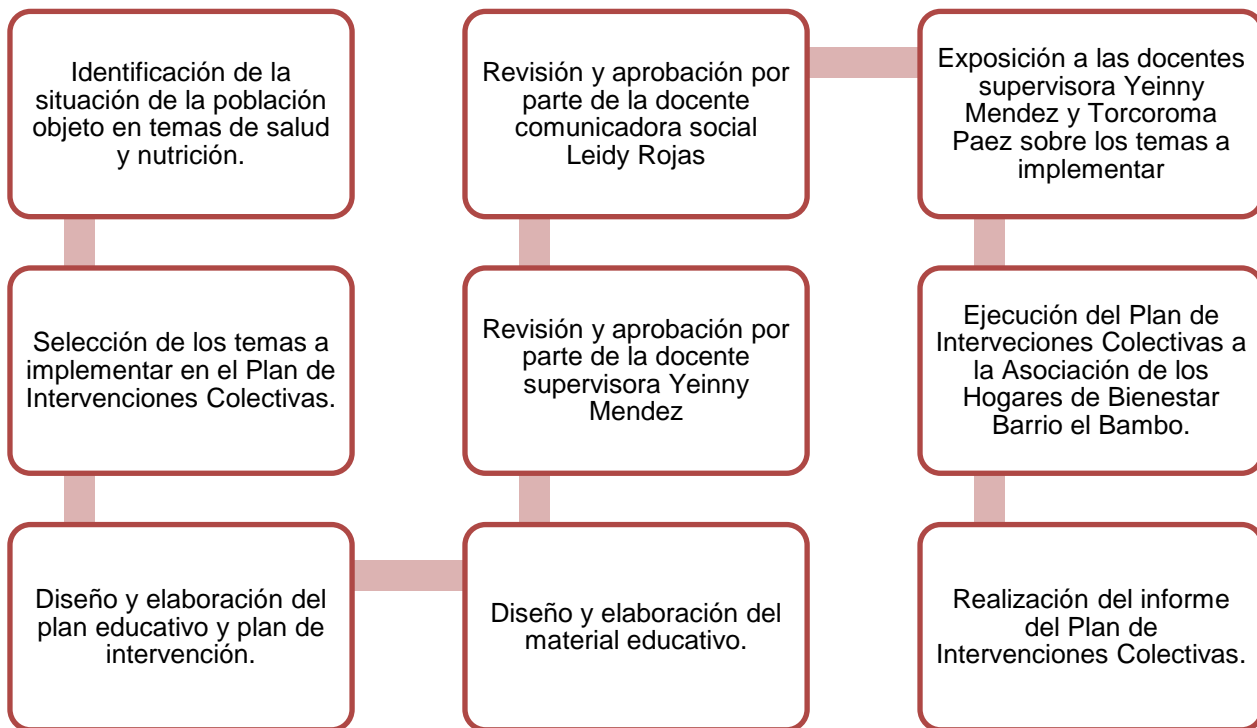 Identificación de la
situación de la población
objeto en temas de salud
y nutrición.
Selección de los temas a
implementar en el Plan de
Intervenciones Colectivas.
Diseño y elaboración del
plan educativo y plan de
intervención.
Diseño y elaboración del
material educativo.
Revisión y aprobación por
parte de la docente
supervisora Yeinny
Mendez
Revisión y aprobación por
parte de la docente
comunicadora social
Leidy Rojas
Exposición a las docentes
supervisora Yeinny
Mendez y Torcoroma
Paez sobre los temas a
implementar
Ejecución del Plan de
Interveciones Colectivas a
la Asociación de los
Hogares de Bienestar
Barrio el Bambo.
Realización del informe
del Plan de
Intervenciones Colectivas.